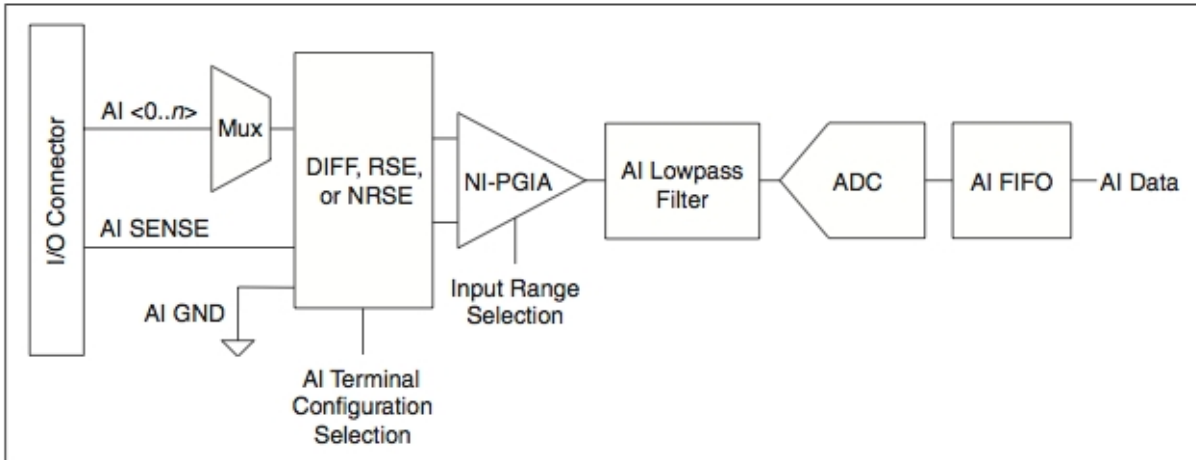 I/O Connector
AI <0..n>
Mux
AI SENSE
AI GND
DIFF, RSE,
or NRSE
AI Terminal
Configuration
Selection
NI-PGIA
Input Range
Selection
AI Lowpass
Filter
ADC
AI FIFO
AI Data